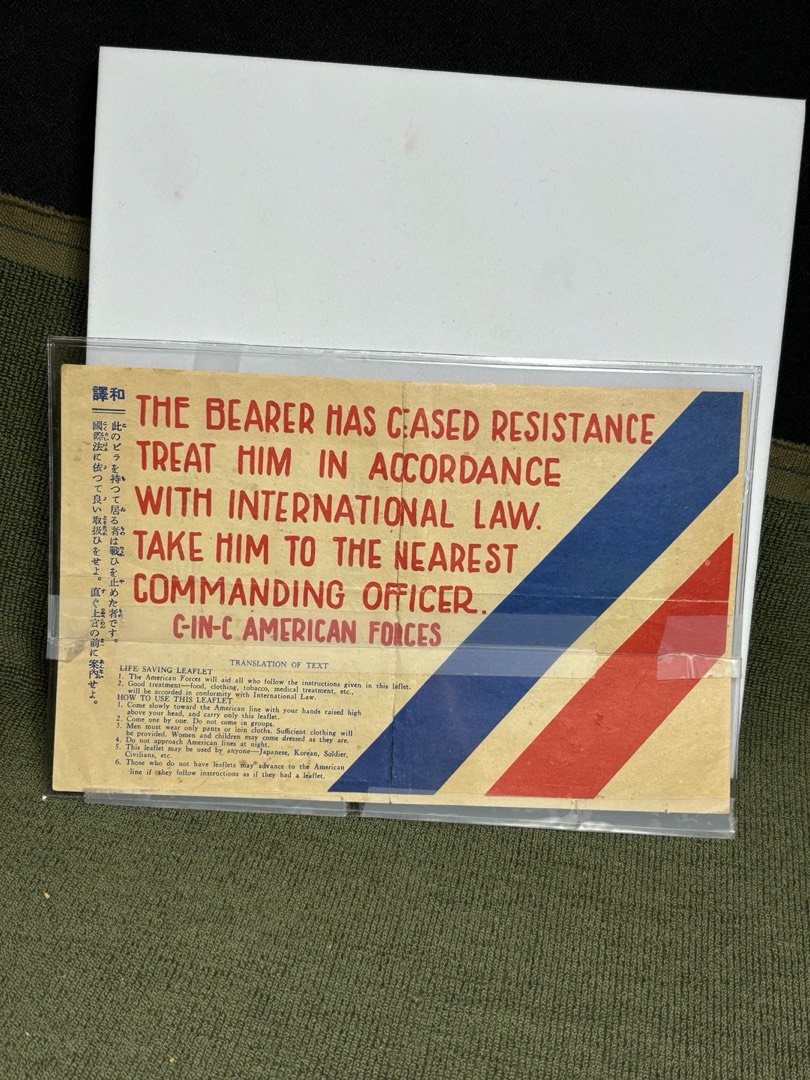 和譯
此のビラを持つて居る者は戰ひを止めた者です。
國際法に依つて良い取扱ひをせよ。直ぐ上官の前に案內せよ。
THE BEARER HAS CEASED RESISTANCE
TREAT HIM IN ACCORDANCE
WITH INTERNATIONAL LAW.
TAKE HIM TO THE NEAREST
COMMANDING OFFICER.
C-IN-C AMERICAN FORCES
TRANSLATION OF TEXT
LIFE SAVING LEAFLET
1. The American Forces will aid all who follow the instructions given in this leaflet.
2. Good treatment—food, clothing, tobacco, medical treatment, etc.,
will be accorded in conformity with International Law.
HOW TO USE THIS LEAFLET
1. Come slowly toward the American line with your hands raised high
above your head, and carry only this leaflet.
2. Come one by one. Do not come in groups.
3. Men must wear only pants or loin cloths. Sufficient clothing will
be provided. Women and children may come dressed as they are.
4. Do not approach American lines at night.
5. This leaflet may be used by anyone—Japanese, Korean, Soldier,
Civilians, etc.
6. Those who do not have leaflets may advance to the American
line if they follow instructions as if they had a leaflet.